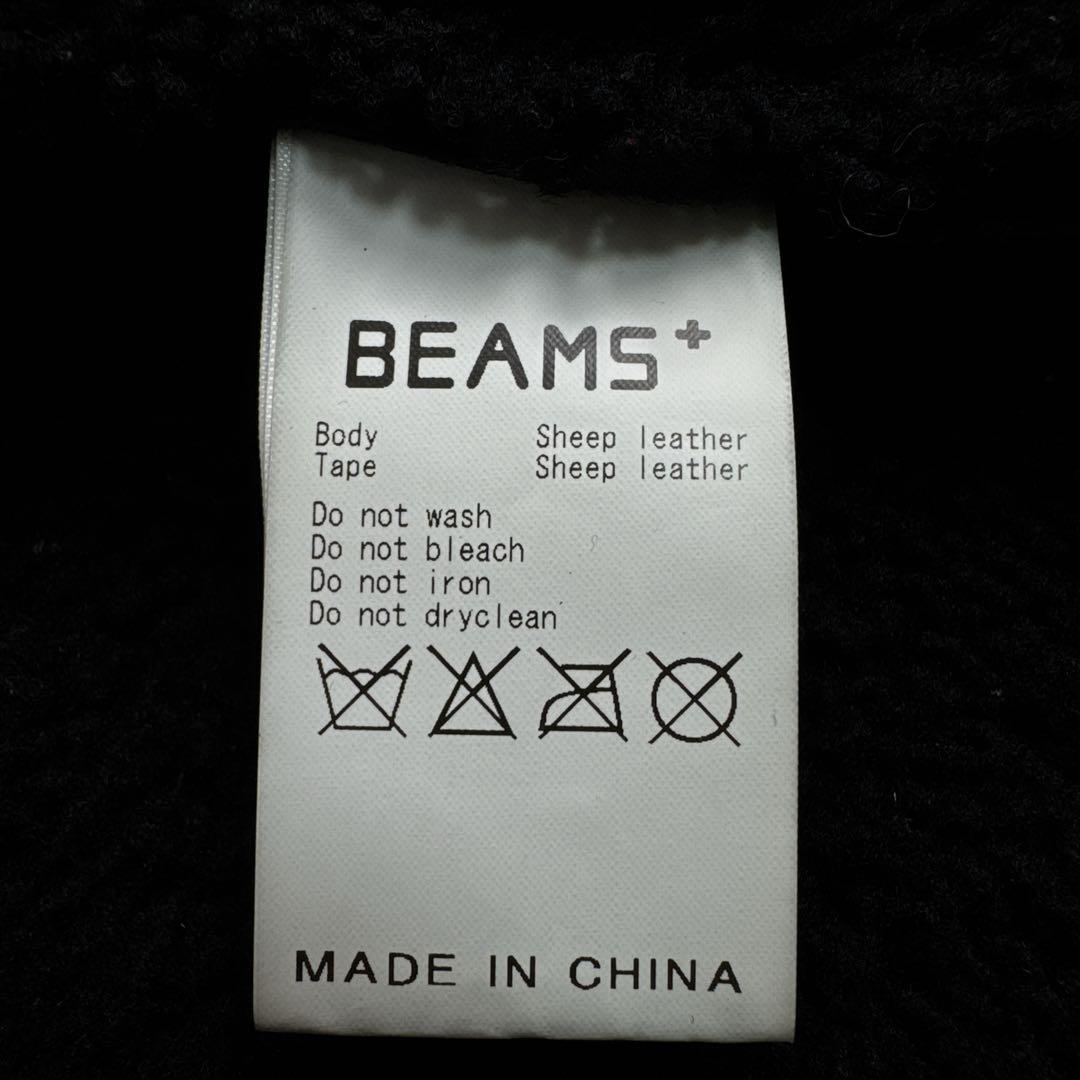 BEAMS+
Body Sheep leather
Tape Sheep leather
Do not wash
Do not bleach
Do not iron
Do not dryclean
MADE IN CHINA